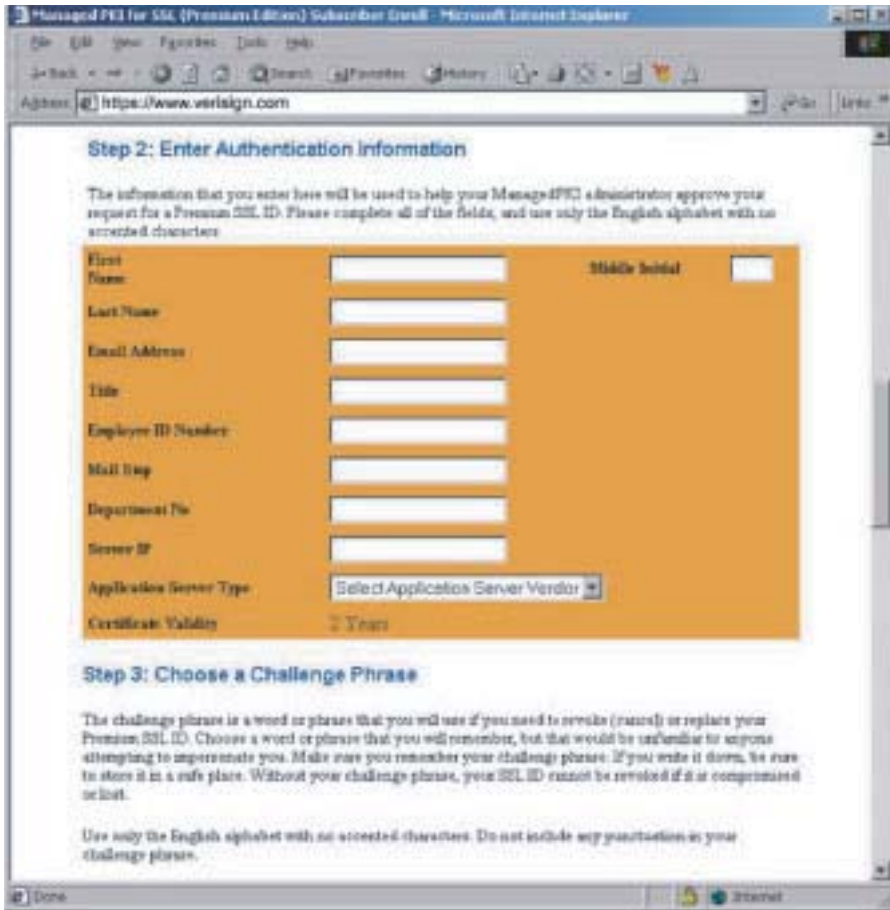 Managed PKI for SSL (Premium Edition) Subscriber Enroll - Microsoft Internet Explorer
File Edit View Favorites Tools Help
Back Search Favorites History
Address https://www.verisign.com Go Links
Step 2: Enter Authentication Information
The information that you enter here will be used to help your ManagedPKI administrator approve your
request for a Premium SSL ID. Please complete all of the fields, and use only the English alphabet with no
accented characters
First
Name
Middle Initial
Last Name
Email Address
Title
Employee ID Number
Mail Stop
Department No
Server IP
Application Server Type Select Application Server Vendor
Certificate Validity 2 Years
Step 3: Choose a Challenge Phrase
The challenge phrase is a word or phrase that you will use if you need to revoke (cancel) or replace your
Premium SSL ID. Choose a word or phrase that you will remember, but that would be unfamiliar to anyone
attempting to impersonate you. Make sure you remember your challenge phrase. If you write it down, be sure
to store it in a safe place. Without your challenge phrase, your SSL ID cannot be revoked if it is compromised
or lost.
Use only the English alphabet with no accented characters. Do not include any punctuation in your
challenge phrase.
Done Internet